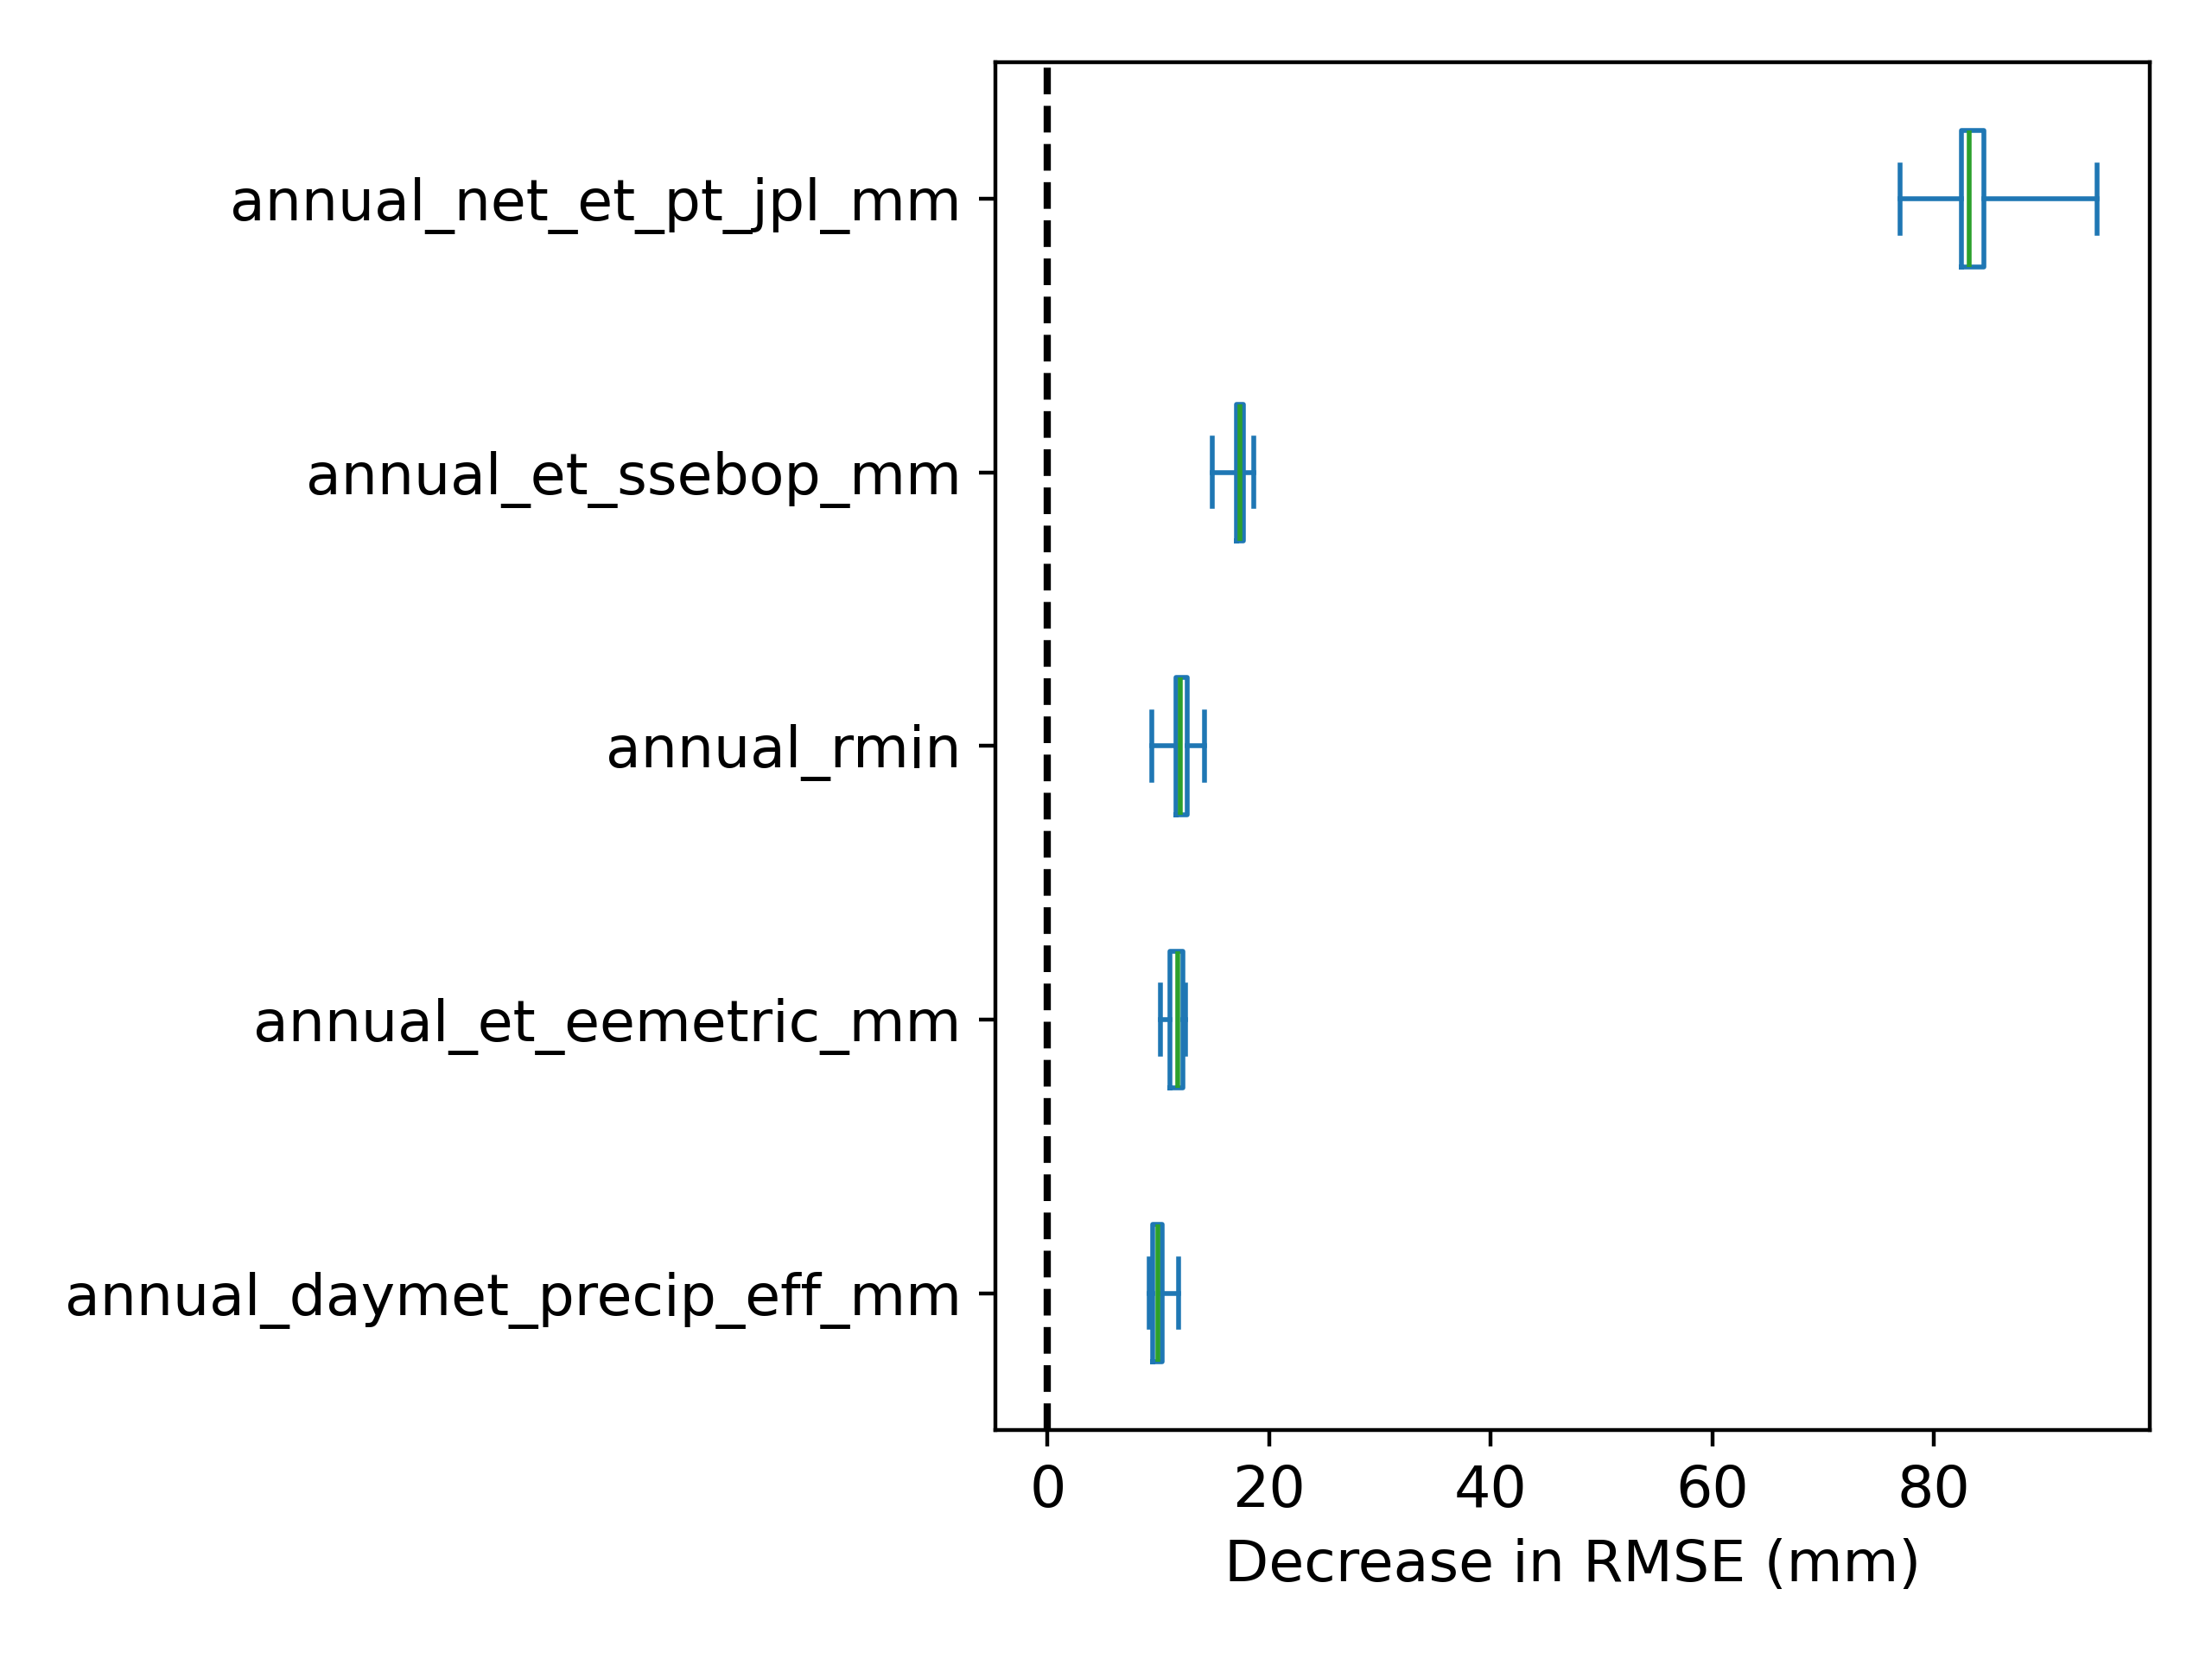 annual_net_et_pt_jpl_mm
annual_et_ssebop_mm
annual_rmin
annual_et_eemetric_mm
annual_daymet_precip_eff_mm
0 20 40 60 80
Decrease in RMSE (mm)